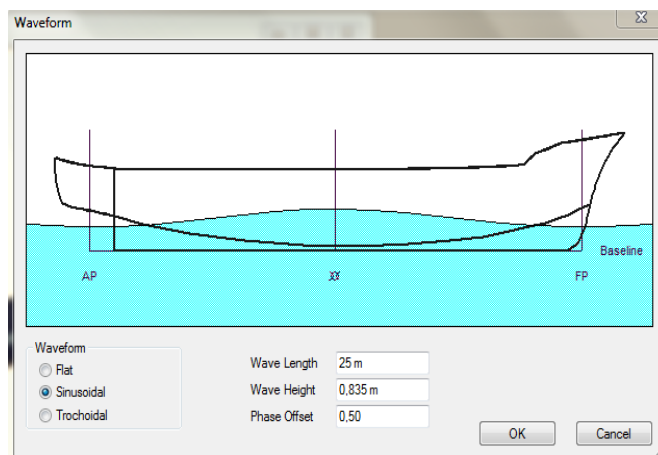 Waveform
Baseline
AP
FP
Waveform
Flat
Sinusoidal
Trochoidal
Wave Length 25 m
Wave Height 0,835 m
Phase Offset 0,50
OK Cancel